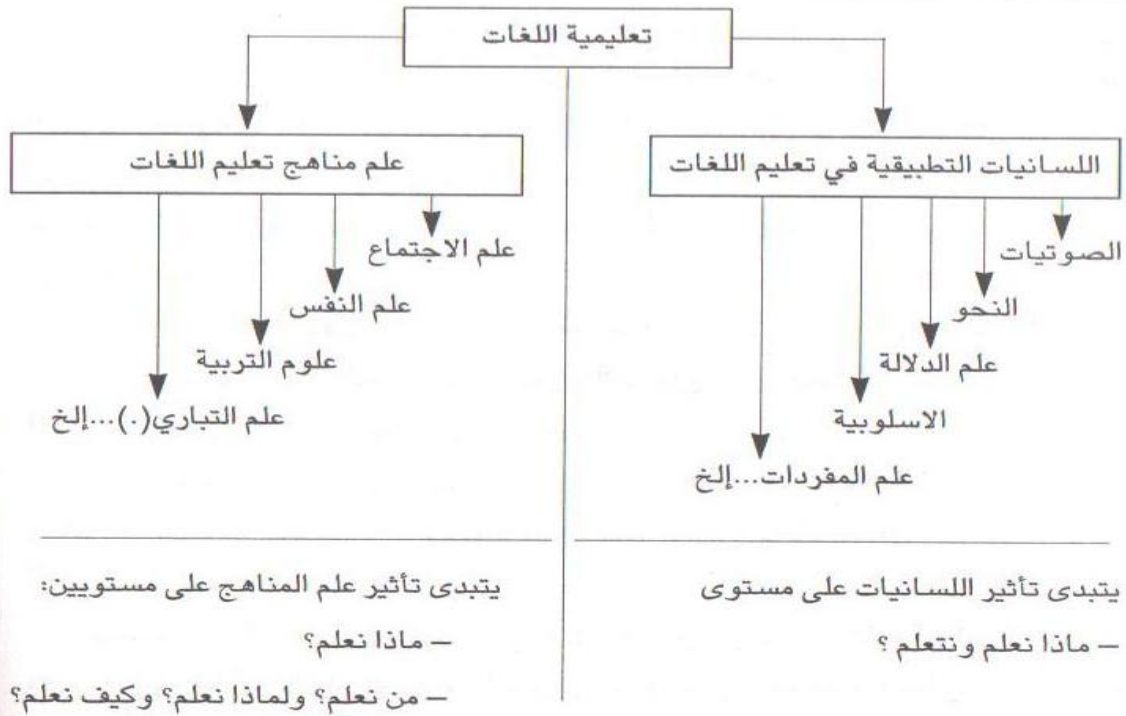 تعليمية اللغات
اللسانيات التطبيقية في تعليم اللغات
الصوتيات
النحو
علم الدلالة
الاسلوبية
علم المفردات...إلخ
علم مناهج تعليم اللغات
علم الاجتماع
علم النفس
علوم التربية
علم التباري(.)...إلخ
يتبدى تأثير اللسانيات على مستوى
– ماذا نعلم ونتعلم ؟
يتبدى تأثير علم المناهج على مستويين:
– ماذا نعلم؟
– من نعلم؟ ولماذا نعلم؟ وكيف نعلم؟